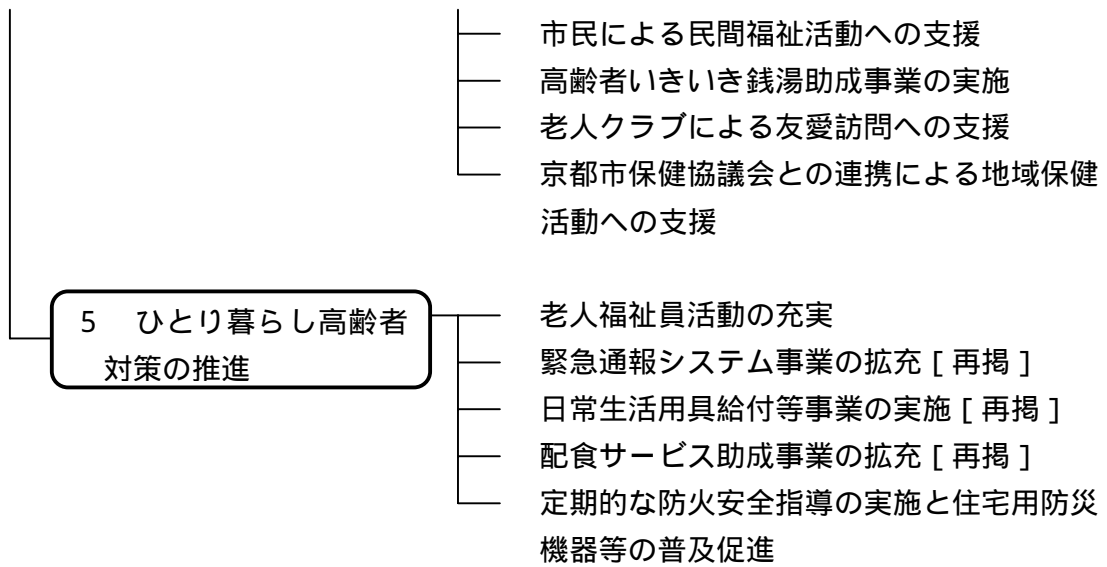 市民による民間福祉活動への支援
高齢者いきいき銭湯助成事業の実施
老人クラブによる友愛訪問への支援
京都市保健協議会との連携による地域保健
活動への支援
5　ひとり暮らし高齢者
対策の推進
老人福祉員活動の充実
緊急通報システム事業の拡充 [ 再掲 ]
日常生活用具給付等事業の実施 [ 再掲 ]
配食サービス助成事業の拡充 [ 再掲 ]
定期的な防火安全指導の実施と住宅用防災
機器等の普及促進